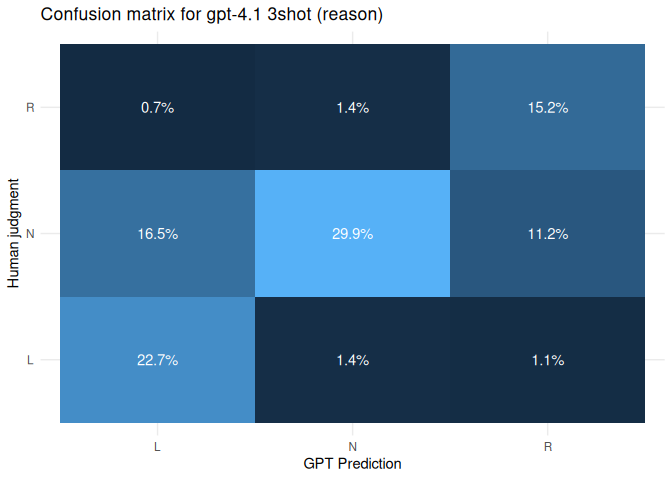 Confusion matrix for gpt-4.1 3shot (reason)
R
0.7%
1.4%
15.2%
Human judgment
N
16.5%
29.9%
11.2%
L
22.7%
1.4%
1.1%
L
N
R
GPT Prediction